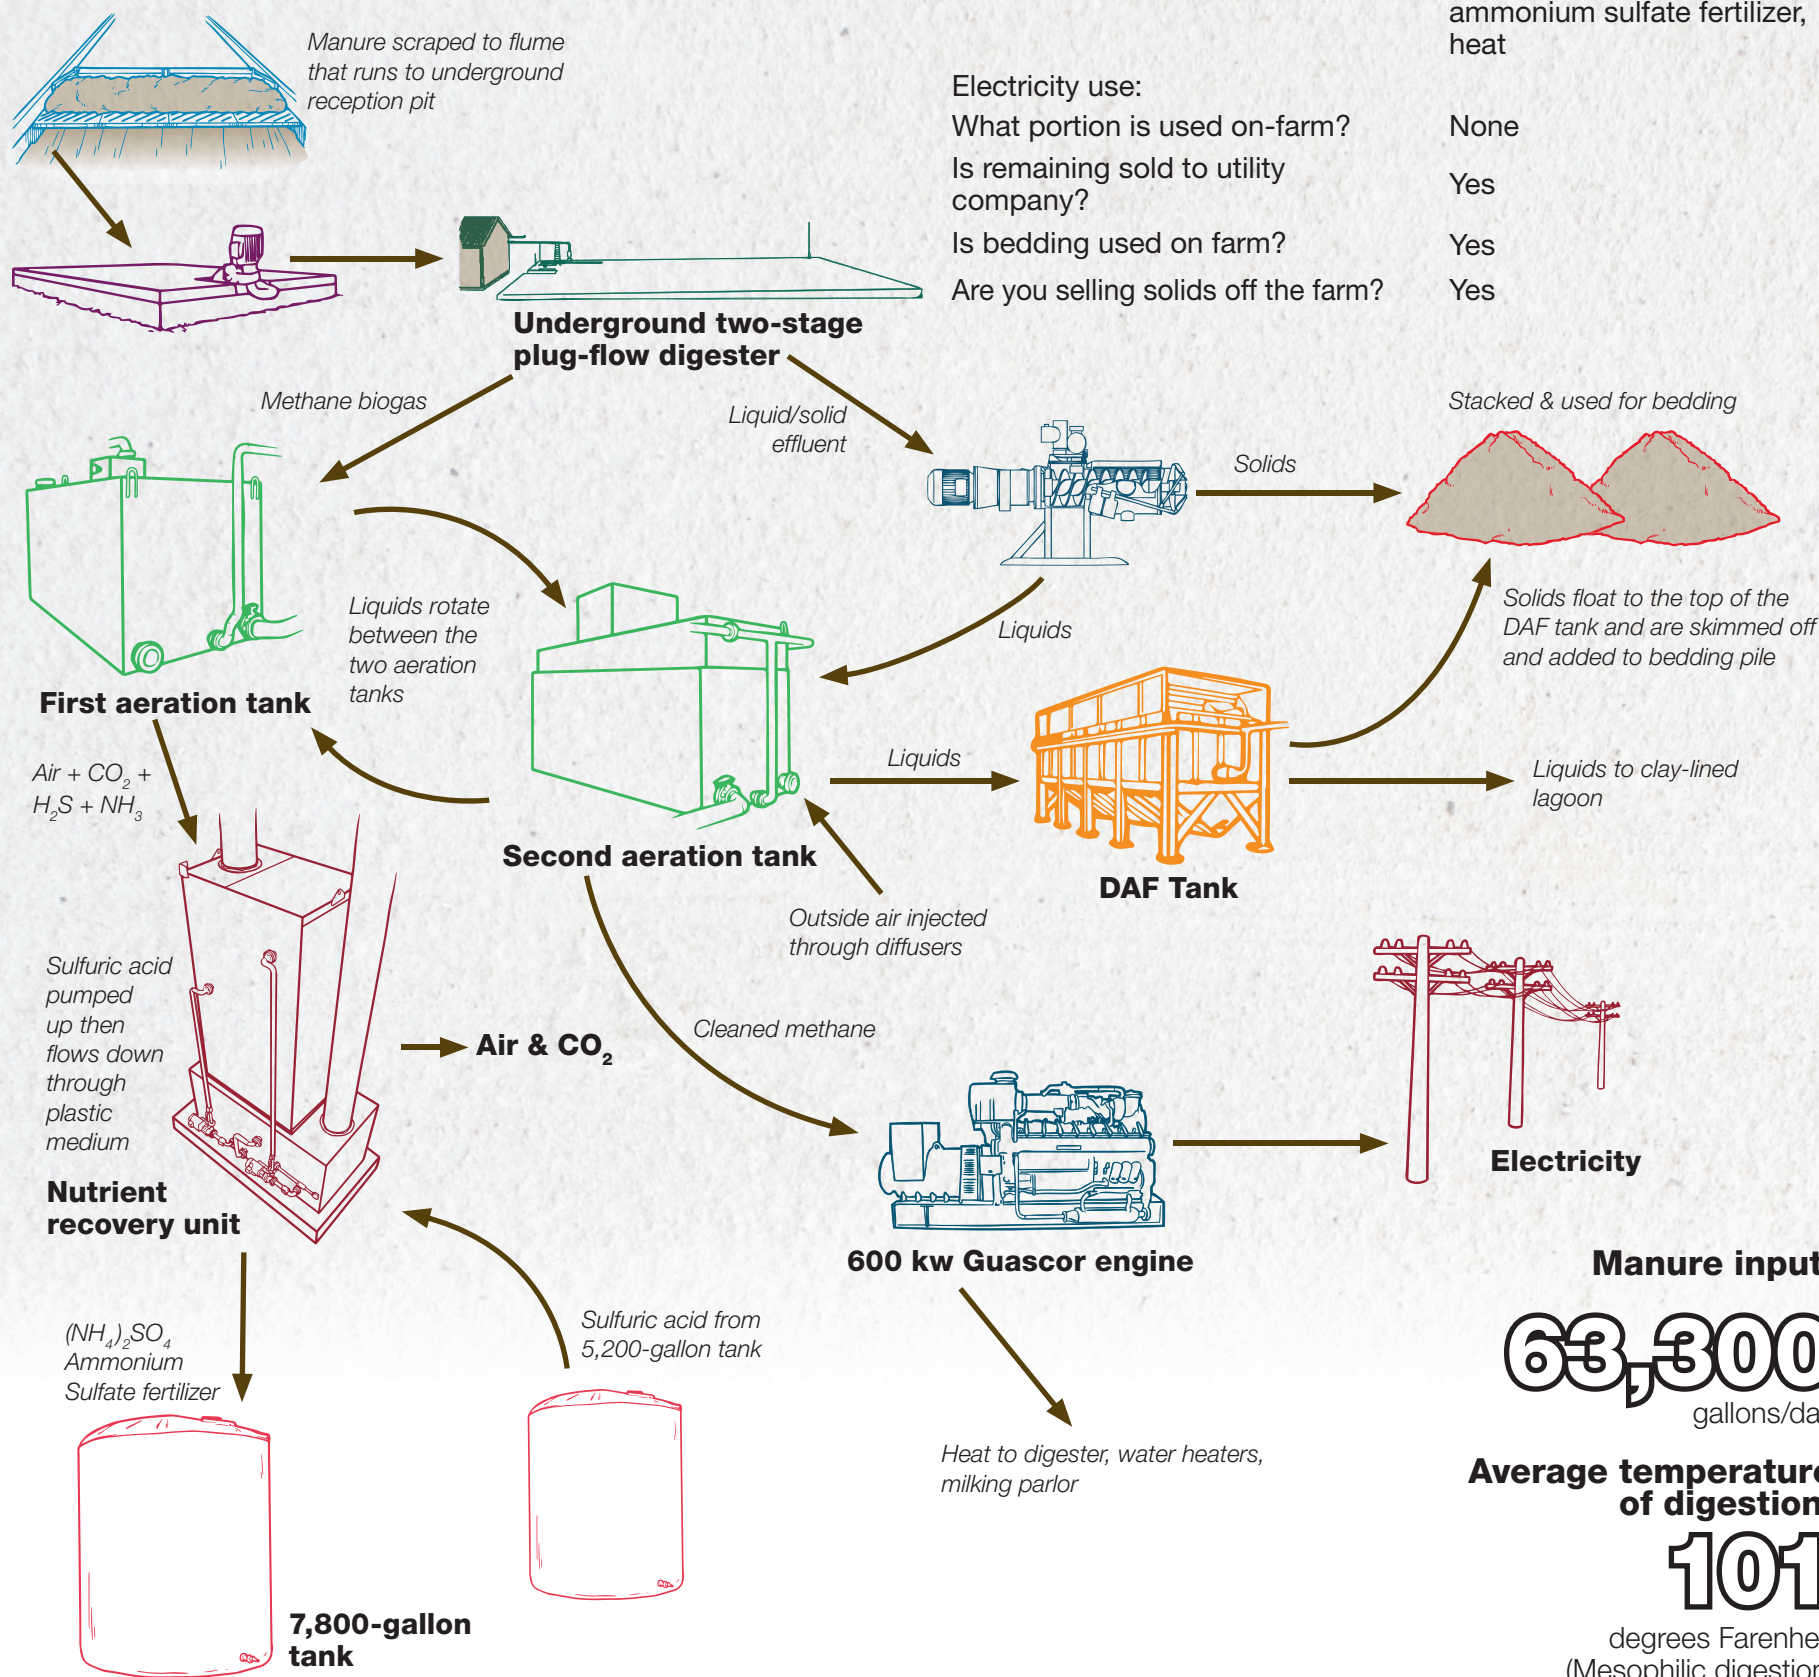 ammonium sulfate fertilizer,
heat
Manure scraped to flume
that runs to underground
reception pit
Electricity use:
What portion is used on-farm? None
Is remaining sold to utility
company? Yes
Is bedding used on farm? Yes
Are you selling solids off the farm? Yes
Underground two-stage
plug-flow digester
Methane biogas
Liquid/solid
effluent
Solids
Stacked & used for bedding
Liquids rotate
between the
two aeration
tanks
Liquids
Solids float to the top of the
DAF tank and are skimmed off
and added to bedding pile
First aeration tank
Air + CO₂ +
H₂S + NH₃
Liquids
Liquids to clay-lined
lagoon
Second aeration tank
DAF Tank
Outside air injected
through diffusers
Sulfuric acid
pumped
up then
flows down
through
plastic
medium
Air & CO₂
Cleaned methane
Nutrient
recovery unit
Electricity
600 kw Guascor engine
Manure input
63,300
gallons/da
(NH₄)₂SO₄
Ammonium
Sulfate fertilizer
Sulfuric acid from
5,200-gallon tank
Heat to digester, water heaters,
milking parlor
Average temperature
of digestion
101
degrees Farenhe
(Mesophilic digestion
7,800-gallon
tank